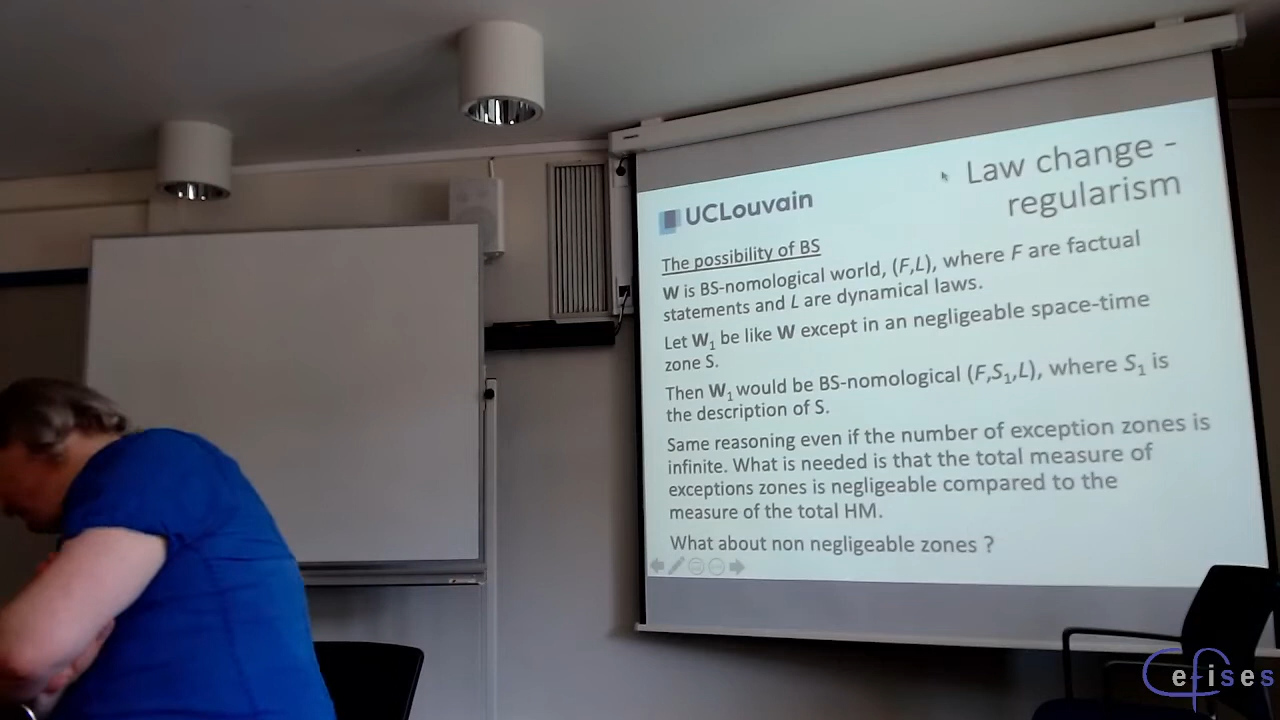 Law change -
regularism
UCLouvain
The possibility of BS
W is BS-nomological world, (F,L), where F are factual
statements and L are dynamical laws.
Let W₁ be like W except in an negligeable space-time
zone S.
Then W₁ would be BS-nomological (F,S₁,L), where S₁ is
the description of S.
Same reasoning even if the number of exception zones is
infinite. What is needed is that the total measure of
exceptions zones is negligeable compared to the
measure of the total HM.
What about non negligeable zones ?
Cefises